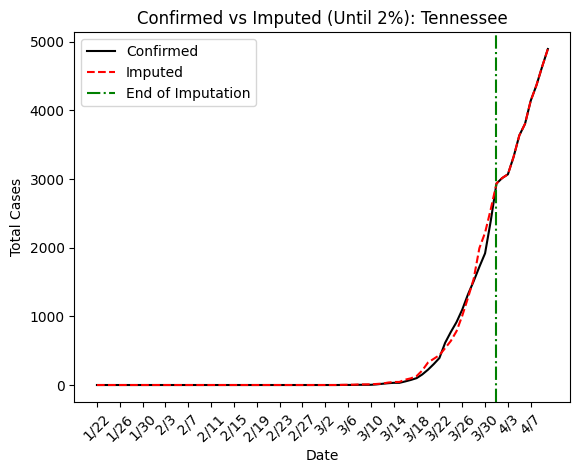 Confirmed vs Imputed (Until 2%): Tennessee
Confirmed
Imputed
End of Imputation
Total Cases
5000
4000
3000
2000
1000
0
1/22 1/26 1/30 2/3 2/7 2/11 2/15 2/19 2/23 2/27 3/2 3/6 3/10 3/14 3/18 3/22 3/26 3/30 4/3 4/7
Date